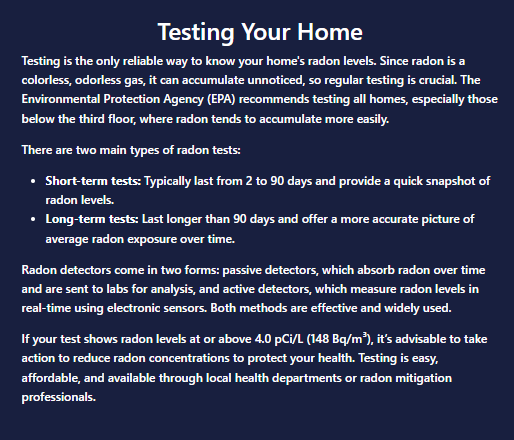 Testing Your Home
Testing is the only reliable way to know your home's radon levels. Since radon is a
colorless, odorless gas, it can accumulate unnoticed, so regular testing is crucial. The
Environmental Protection Agency (EPA) recommends testing all homes, especially those
below the third floor, where radon tends to accumulate more easily.
There are two main types of radon tests:
• Short-term tests: Typically last from 2 to 90 days and provide a quick snapshot of
radon levels.
• Long-term tests: Last longer than 90 days and offer a more accurate picture of
average radon exposure over time.
Radon detectors come in two forms: passive detectors, which absorb radon over time
and are sent to labs for analysis, and active detectors, which measure radon levels in
real-time using electronic sensors. Both methods are effective and widely used.
If your test shows radon levels at or above 4.0 pCi/L (148 Bq/m³), it’s advisable to take
action to reduce radon concentrations to protect your health. Testing is easy,
affordable, and available through local health departments or radon mitigation
professionals.